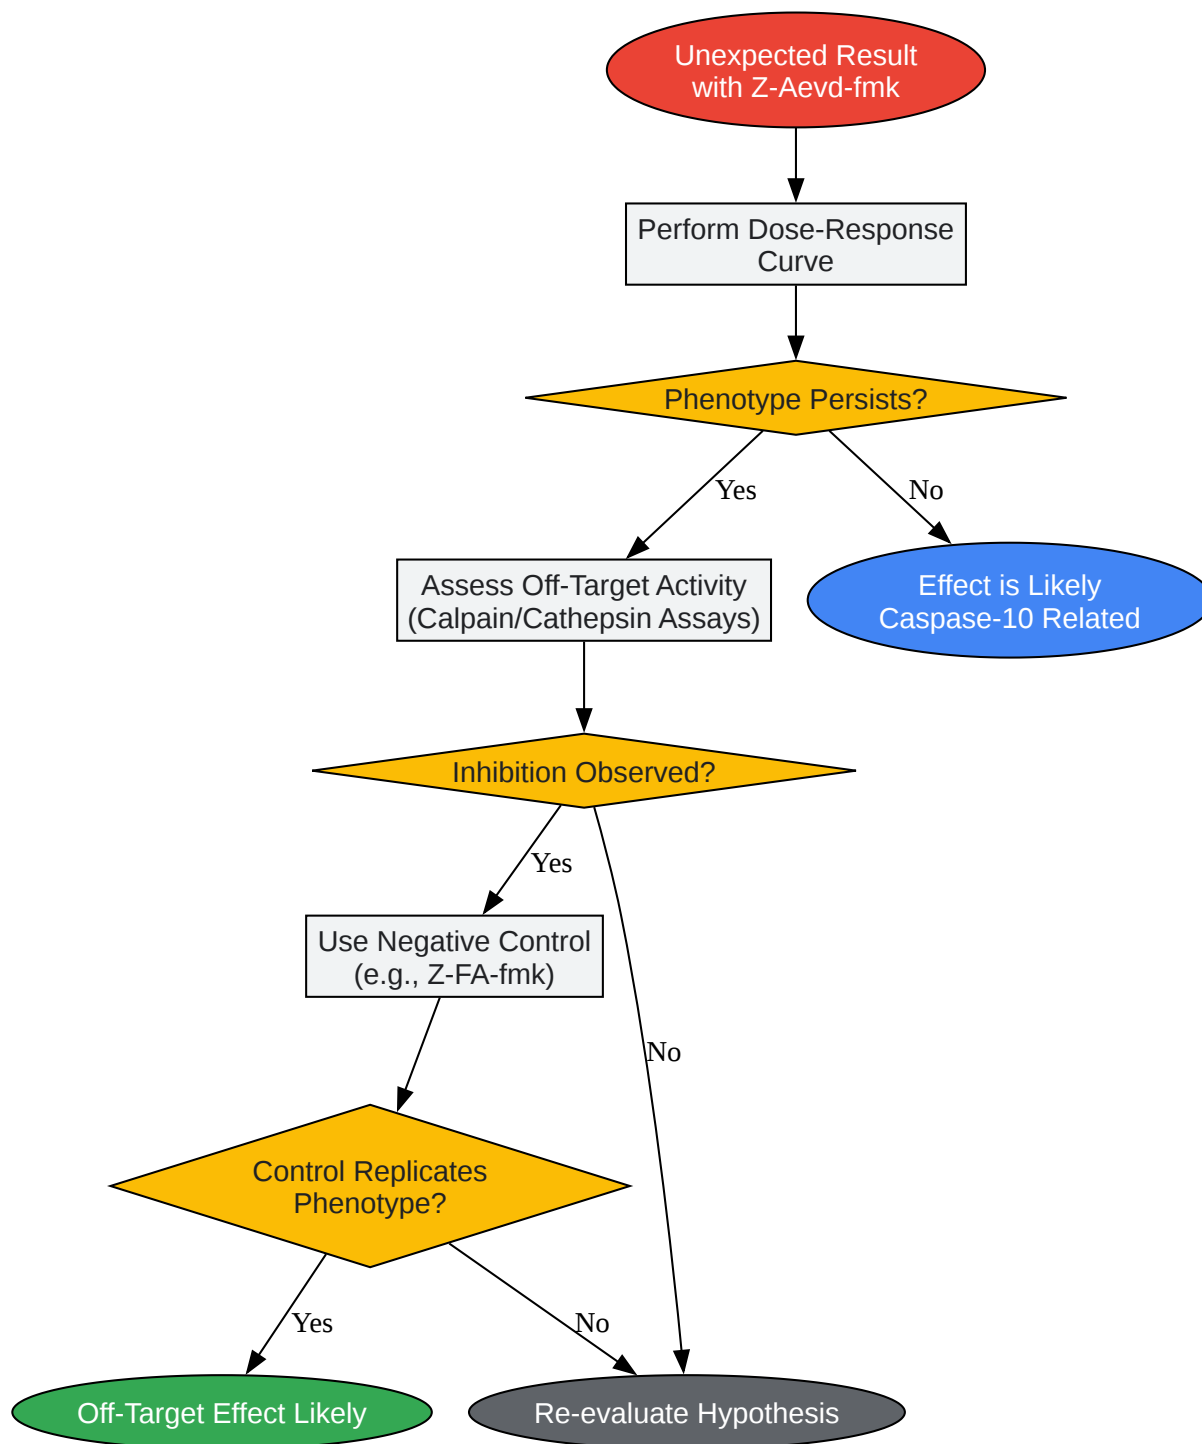 Unexpected Result
with Z-Aevd-fmk
Perform Dose-Response
Curve
Phenotype Persists?
Yes
No
Assess Off-Target Activity
(Calpain/Cathepsin Assays)
Effect is Likely
Caspase-10 Related
Inhibition Observed?
Yes
Use Negative Control
(e.g., Z-FA-fmk)
No
Control Replicates
Phenotype?
Yes
No
Off-Target Effect Likely
Re-evaluate Hypothesis